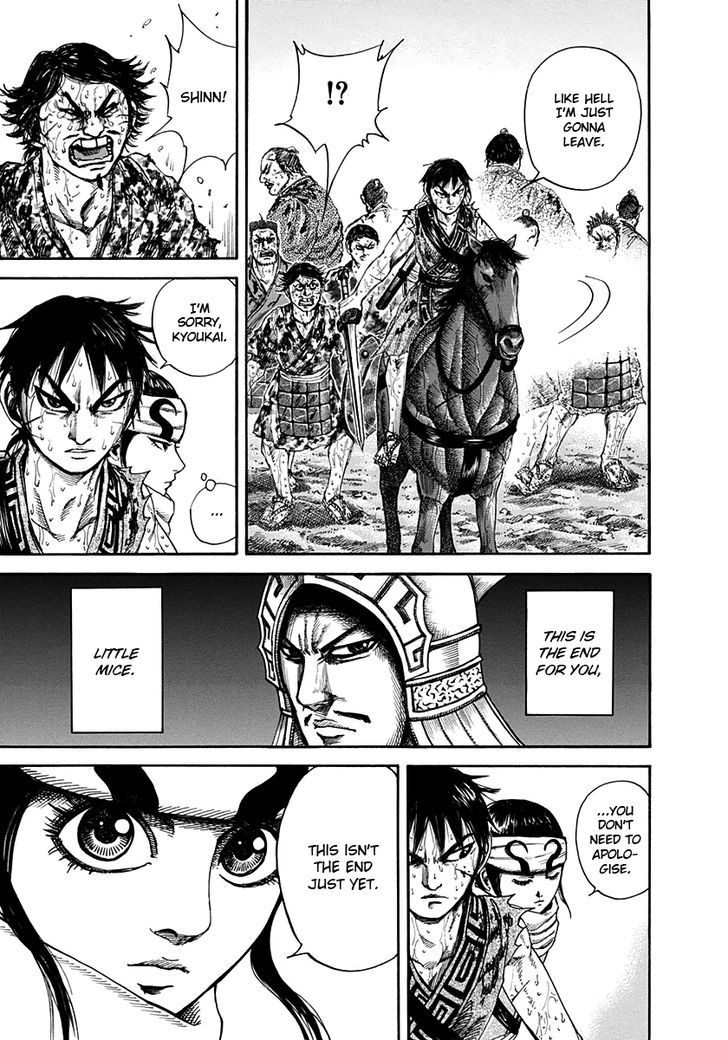 LIKE HELL
I'M JUST
GONNA
LEAVE.
!?
SHINN!
I'M
SORRY,
KYOUKAI.
...
THIS IS
THE END
FOR YOU,
LITTLE
MICE.
...YOU
DON'T
NEED TO
APOLO-
GISE.
THIS ISN'T
THE END
JUST YET.